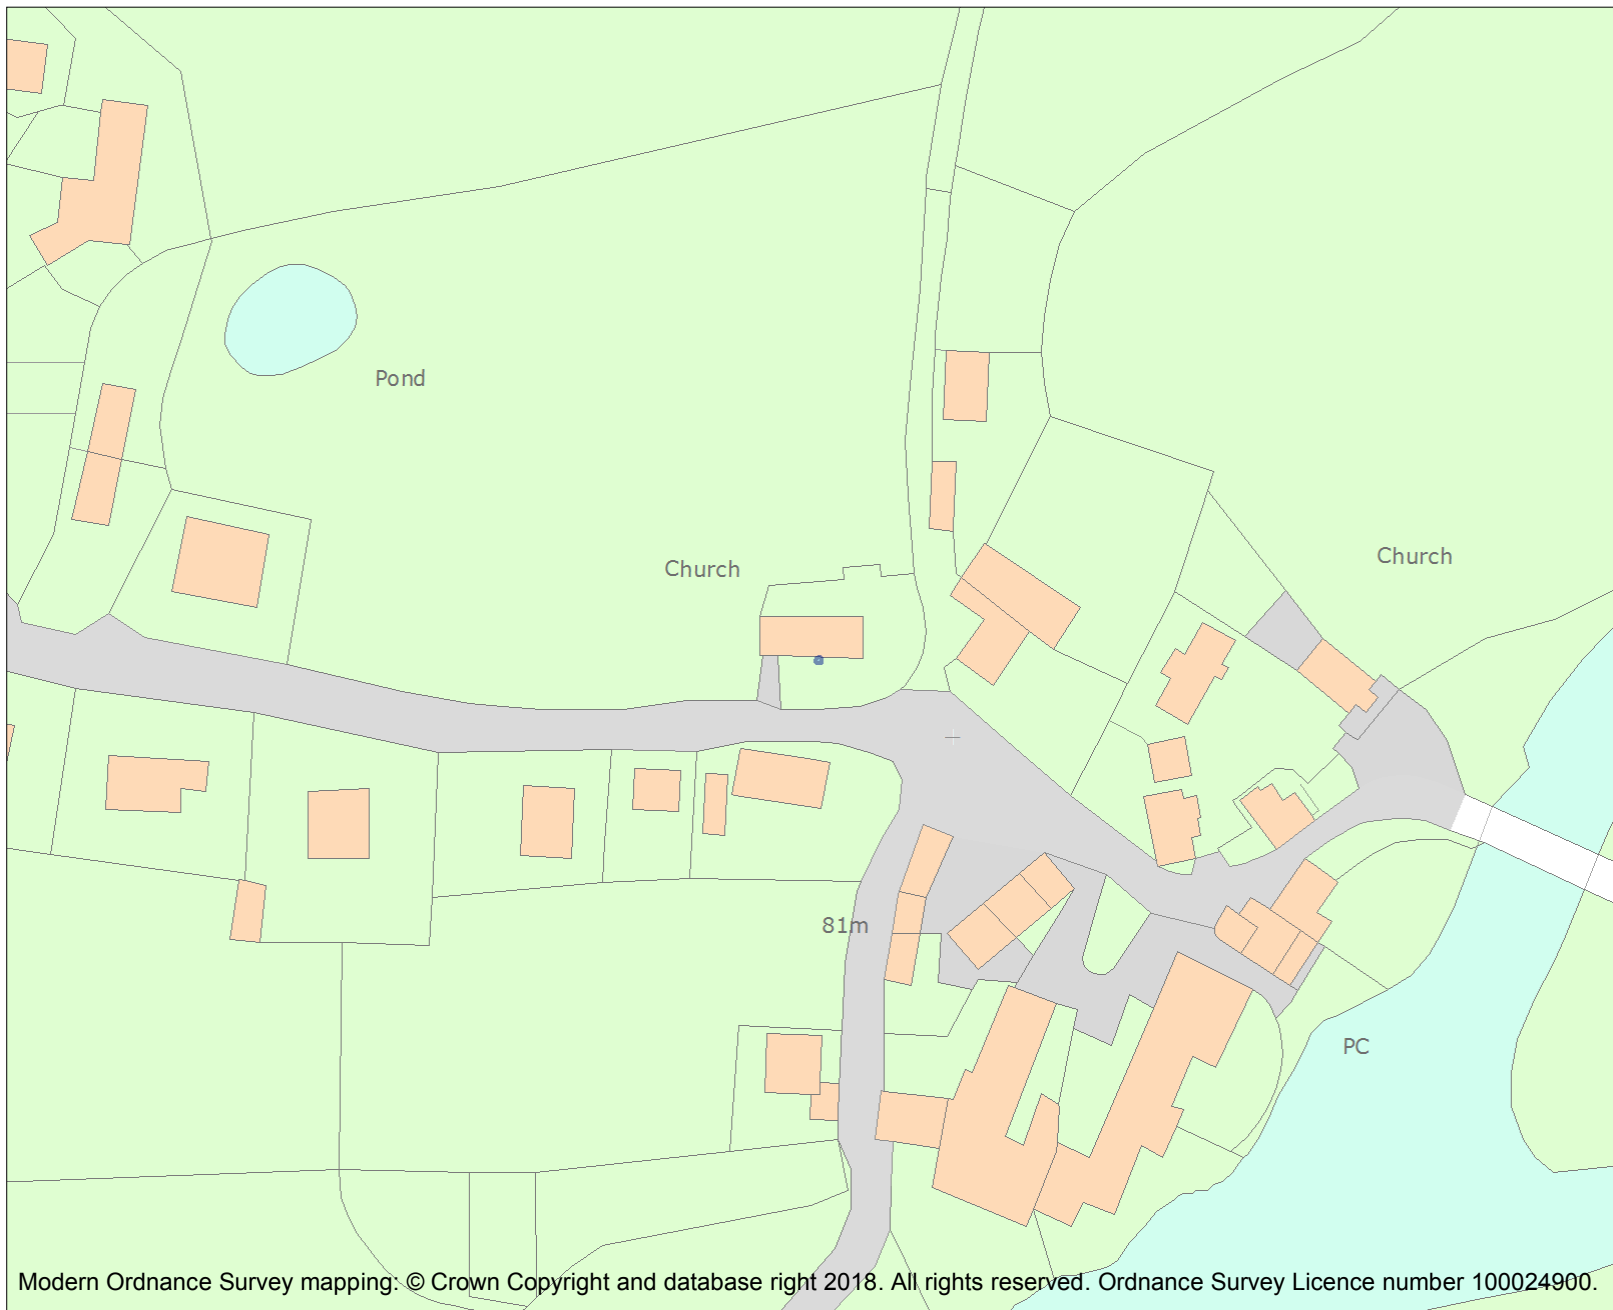 Pond
Church
Church
81m
PC
Modern Ordnance Survey mapping: © Crown Copyright and database right 2018. All rights reserved. Ordnance Survey Licence number 100024900.